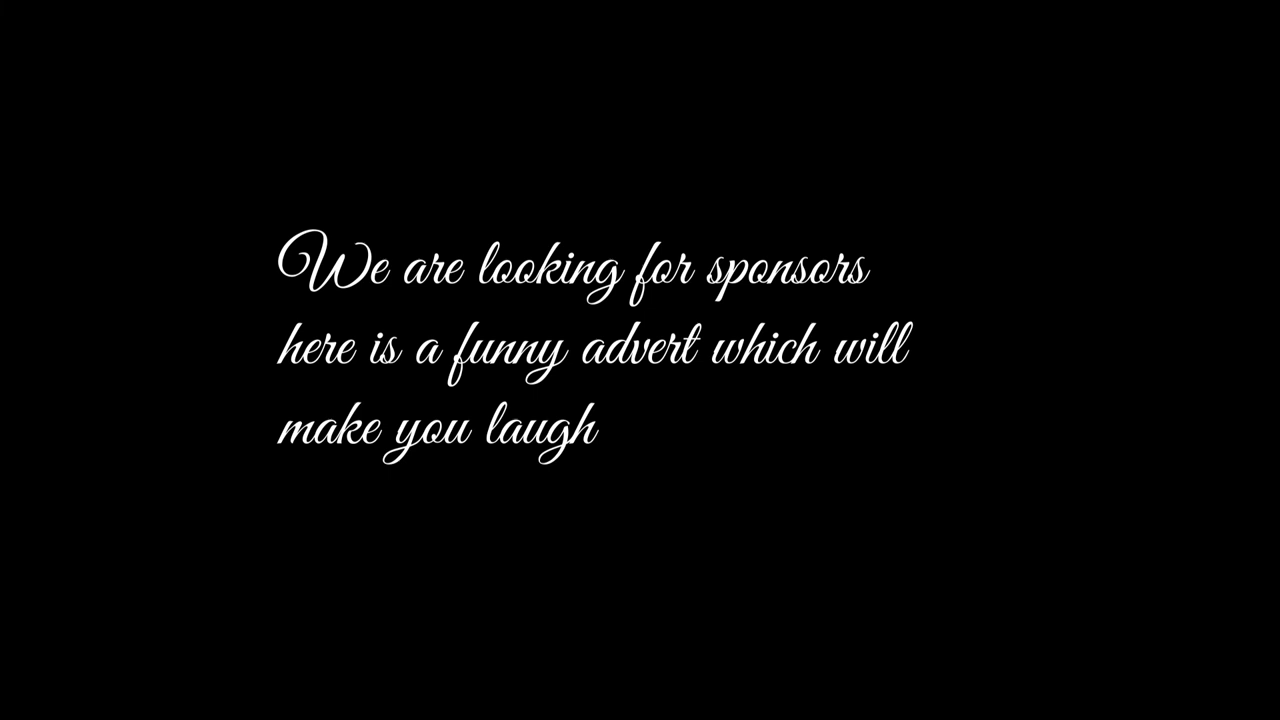 We are looking for sponsors
here is a funny advert which will
make you laugh